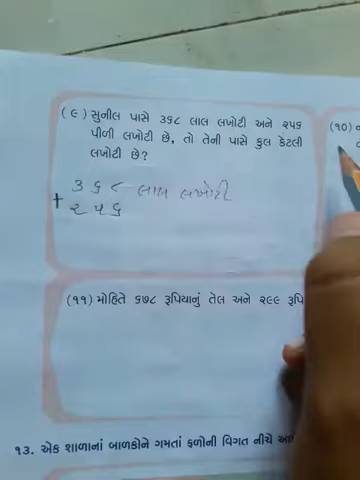 (૯) સુનીલ પાસે ૩૬૮ લાલ લખોટી અને ૨૫૬
પીળી લખોટી છે, તો તેની પાસે કુલ કેટલી
લખોટી છે?
૩૬૮ લાલ લખોટી
+ ૨૫૬
(૧૦)
(૧૧) મોહિતે ૬૭૮ રૂપિયાનું તેલ અને ૨૯૯ રૂપિ
૧૩. એક શાળાનાં બાળકોને ગમતાં ફળોની વિગત નીચે